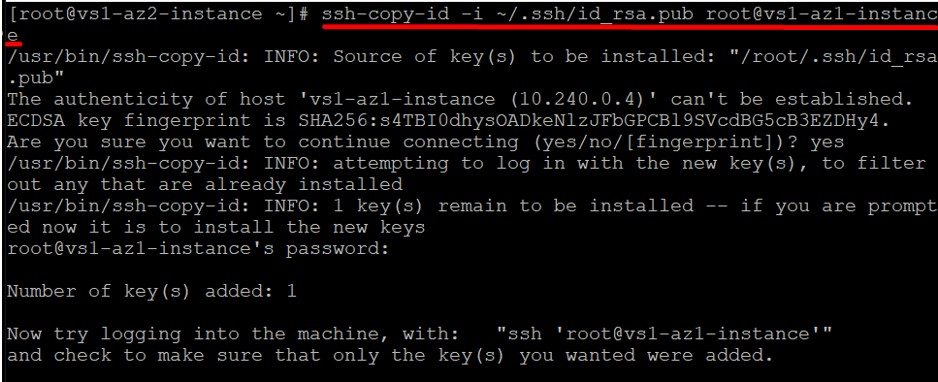 [root@vs1-az2-instance ~]# ssh-copy-id -i ~/.ssh/id_rsa.pub root@vs1-az1-instanc
e
/usr/bin/ssh-copy-id: INFO: Source of key(s) to be installed: "/root/.ssh/id_rsa
.pub"
The authenticity of host 'vs1-az1-instance (10.240.0.4)' can't be established.
ECDSA key fingerprint is SHA256:s4TBI0dhysOADkeNlzJFbGPCBl9SVcdBG5cB3EZDHy4.
Are you sure you want to continue connecting (yes/no/[fingerprint])? yes
/usr/bin/ssh-copy-id: INFO: attempting to log in with the new key(s), to filter
out any that are already installed
/usr/bin/ssh-copy-id: INFO: 1 key(s) remain to be installed -- if you are prompt
ed now it is to install the new keys
root@vs1-az1-instance's password:
Number of key(s) added: 1
Now try logging into the machine, with:   "ssh 'root@vs1-az1-instance'"
and check to make sure that only the key(s) you wanted were added.